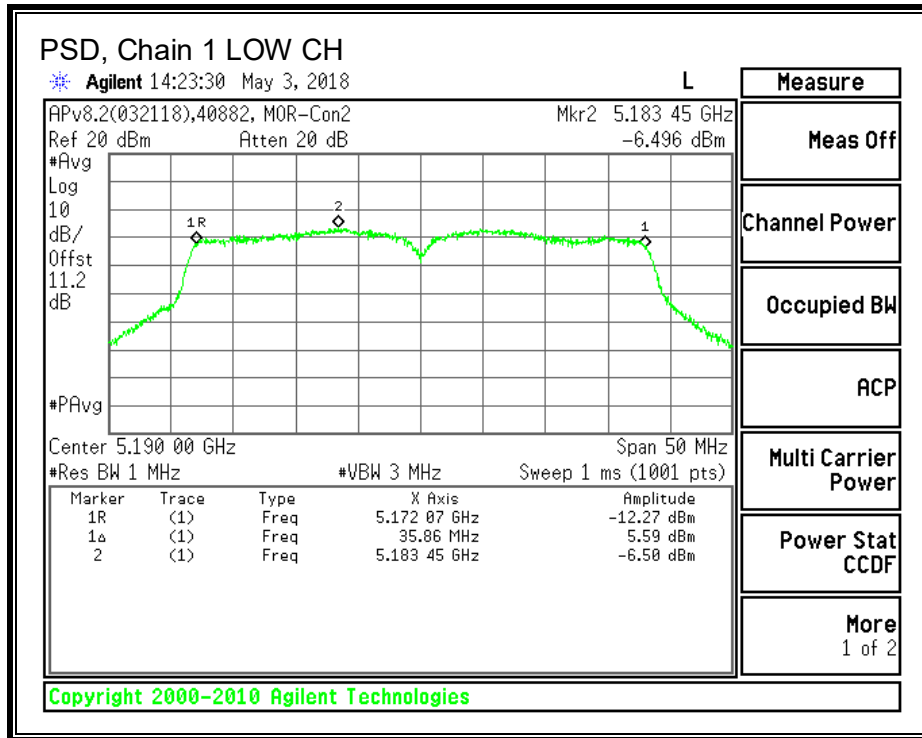 PSD, Chain 1 LOW CH
Agilent 14:23:30 May 3, 2018 L
APv8.2(032118),40882, MOR-Con2 Mkr2 5.183 45 GHz
Ref 20 dBm Atten 20 dB -6.496 dBm
#Avg
Log
10
dB/
Offst
11.2
dB
#PAvg
1R
2
1
Center 5.190 00 GHz Span 50 MHz
#Res BW 1 MHz #VBW 3 MHz Sweep 1 ms (1001 pts)
Marker Trace Type X Axis Amplitude
1R (1) Freq 5.172 07 GHz -12.27 dBm
1Δ (1) Freq 35.86 MHz 5.59 dBm
2 (1) Freq 5.183 45 GHz -6.50 dBm
Measure
Meas Off
Channel Power
Occupied BW
ACP
Multi Carrier
Power
Power Stat
CCDF
More
1 of 2
Copyright 2000-2010 Agilent Technologies